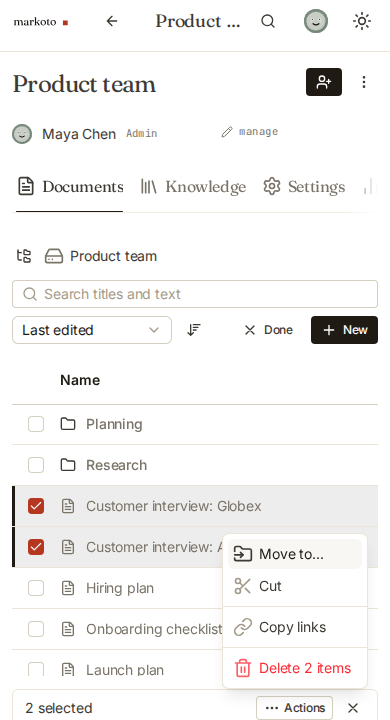 markoto
Product ...
Product team
Maya Chen Admin manage
Documents Knowledge Settings
Product team
Search titles and text
Last edited Done New
Name
Planning
Research
Customer interview: Globex
Customer interview: A
Move to...
Hiring plan
Cut
Onboarding checklist
Copy links
Launch plan
Delete 2 items
2 selected Actions